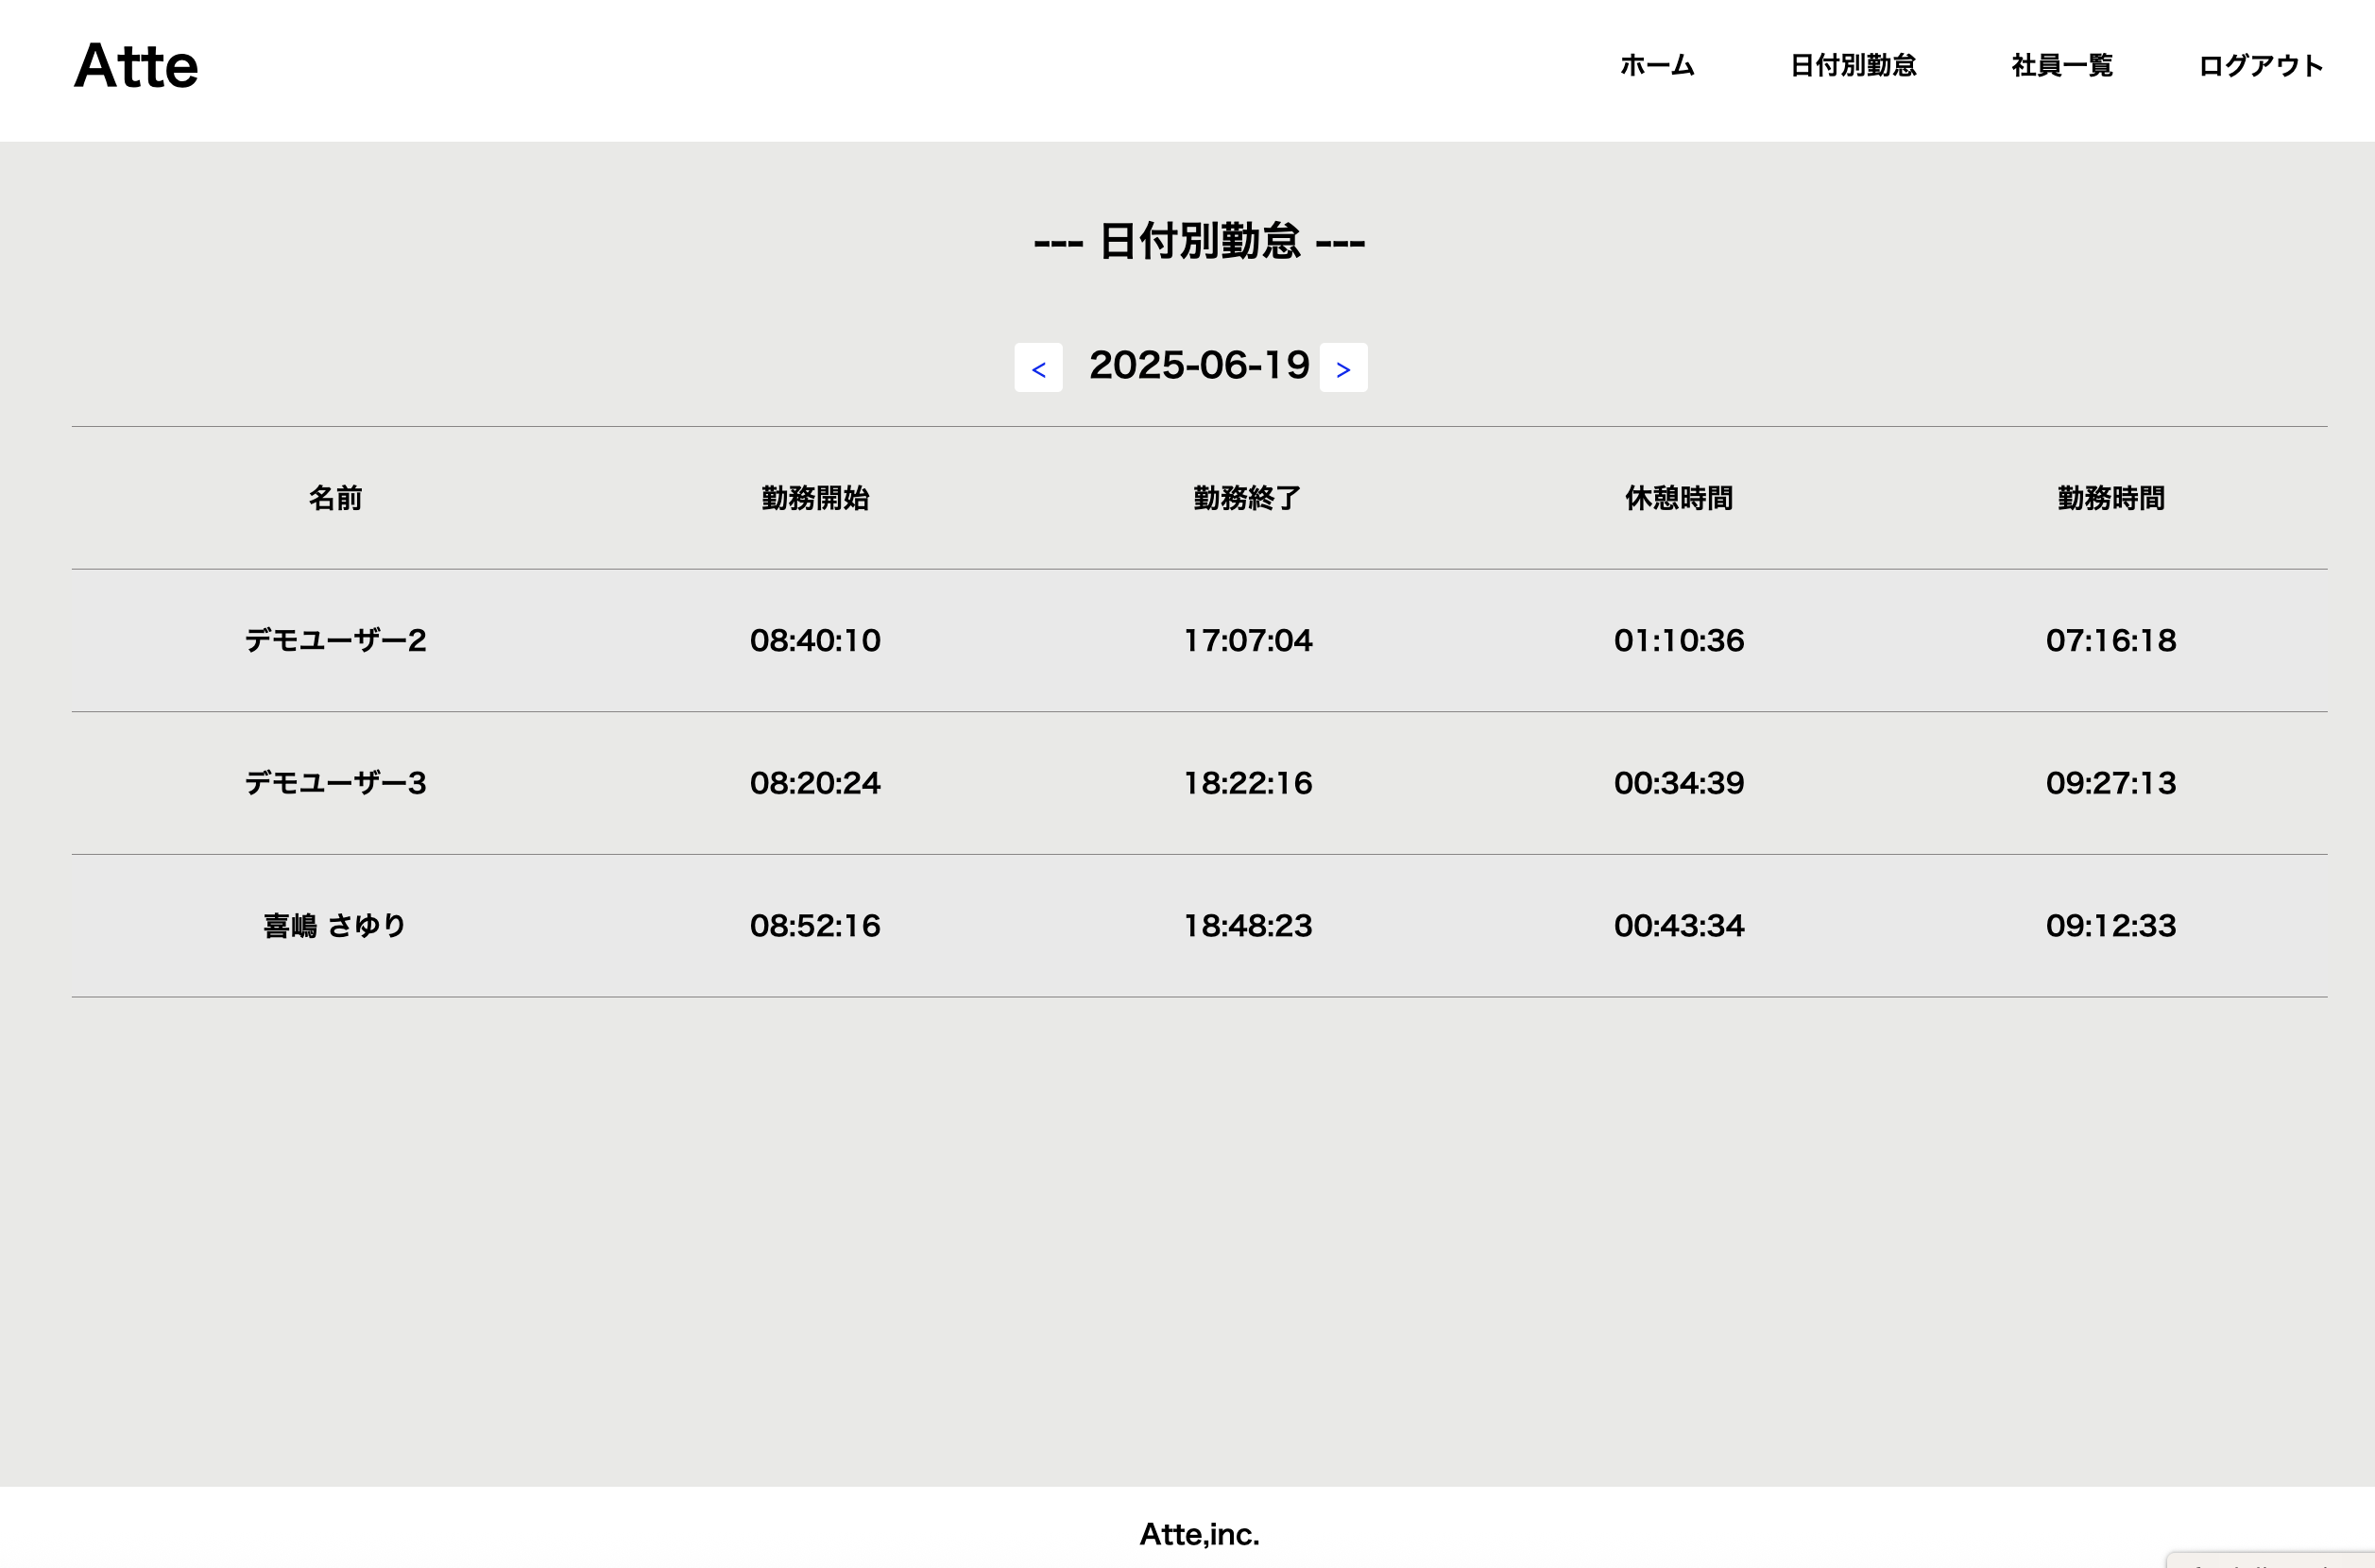 Atte
ホーム 日付別勤怠 社員一覧 ログアウト
--- 日付別勤怠 ---
< 2025-06-19 >
名前 勤務開始 勤務終了 休憩時間 勤務時間
デモユーザー2 08:40:10 17:07:04 01:10:36 07:16:18
デモユーザー3 08:20:24 18:22:16 00:34:39 09:27:13
喜嶋 さゆり 08:52:16 18:48:23 00:43:34 09:12:33
Atte,inc.